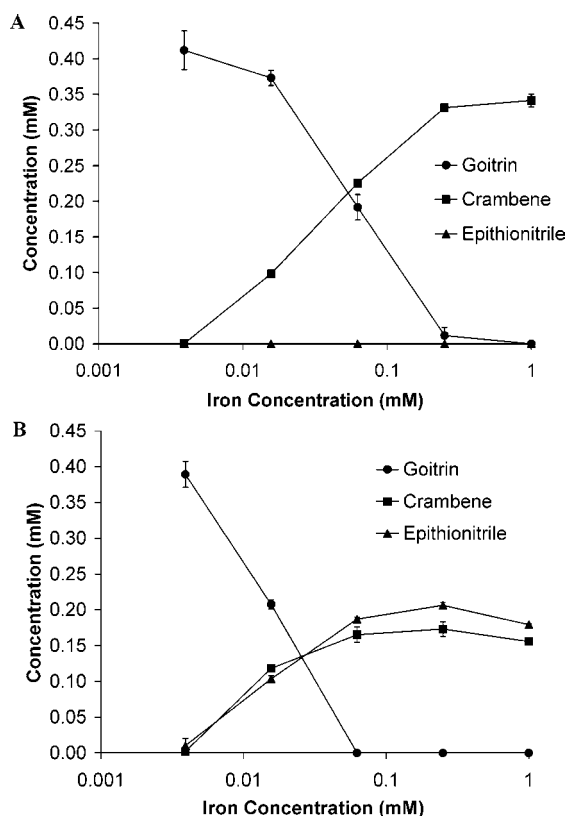 A
0.45
0.40
0.35
0.30
0.25
0.20
0.15
0.10
0.05
0.00
Concentration (mM)
Goitrin
Crambene
Epithionitrile
0.001 0.01 0.1 1
Iron Concentration (mM)
B
0.45
0.40
0.35
0.30
0.25
0.20
0.15
0.10
0.05
0.00
Concentration (mM)
Goitrin
Crambene
Epithionitrile
0.001 0.01 0.1 1
Iron Concentration (mM)